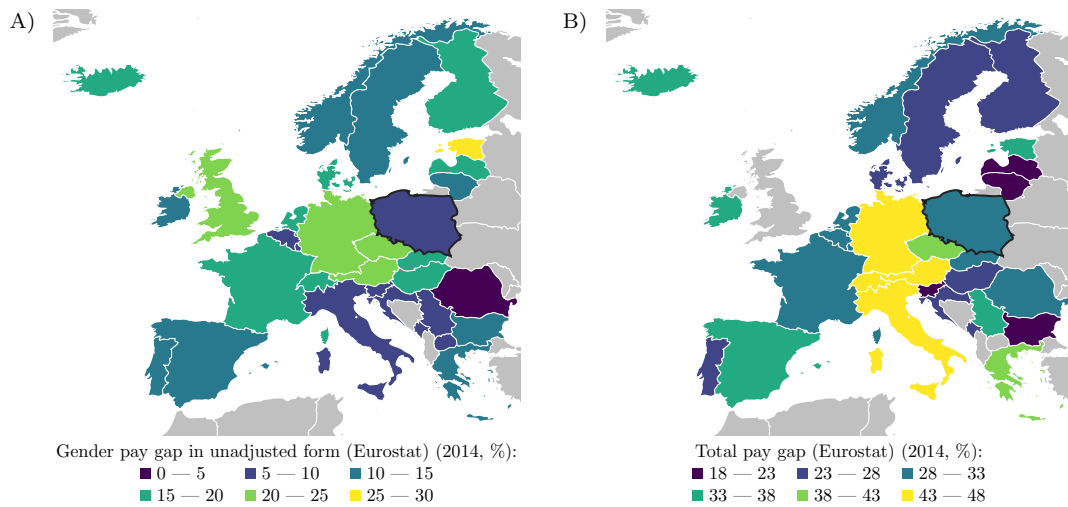 A)
B)
Gender pay gap in unadjusted form (Eurostat) (2014, %):
0 — 5 5 — 10 10 — 15
15 — 20 20 — 25 25 — 30
Total pay gap (Eurostat) (2014, %):
18 — 23 23 — 28 28 — 33
33 — 38 38 — 43 43 — 48